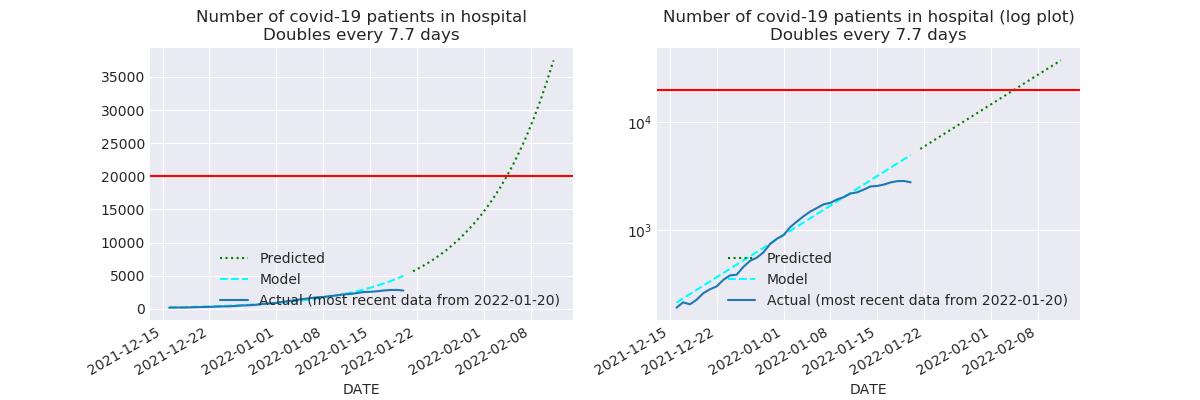 Number of covid-19 patients in hospital
Doubles every 7.7 days
35000
30000
25000
20000
15000
10000
5000
0
Predicted
Model
Actual (most recent data from 2022-01-20)
2021-12-15
2021-12-22
2022-01-01
2022-01-08
2022-01-15
2022-01-22
2022-02-01
2022-02-08
DATE
Number of covid-19 patients in hospital (log plot)
Doubles every 7.7 days
10⁴
10³
Predicted
Model
Actual (most recent data from 2022-01-20)
2021-12-15
2021-12-22
2022-01-01
2022-01-08
2022-01-15
2022-01-22
2022-02-01
2022-02-08
DATE